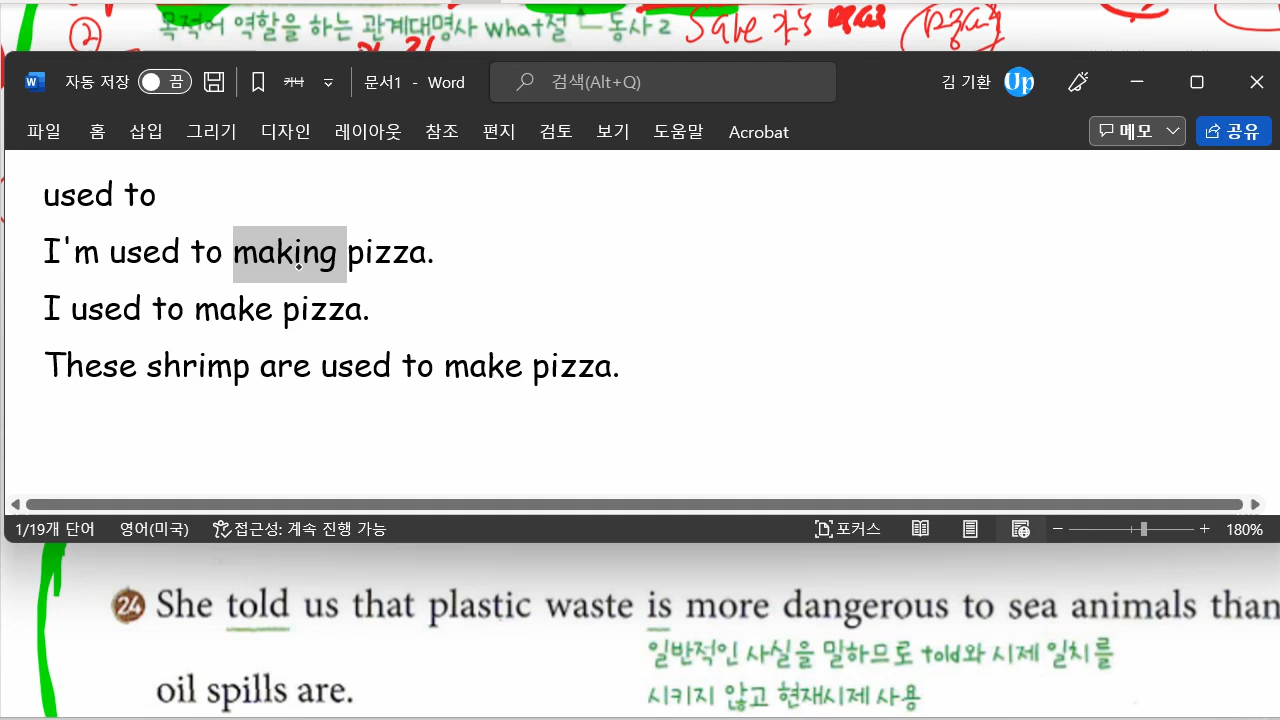 ② 목적어 역할을 하는 관계대명사 what절 동사 2
자동 저장 끔 가나 문서1 - Word 검색(Alt+Q) 김 기환 Up
파일 홈 삽입 그리기 디자인 레이아웃 참조 편지 검토 보기 도움말 Acrobat 메모 공유
used to
I'm used to making pizza.
I used to make pizza.
These shrimp are used to make pizza.
1/19개 단어 영어(미국) 접근성: 계속 진행 가능 포커스 180%
24 She told us that plastic waste is more dangerous to sea animals than
일반적인 사실을 말하므로 told와 시제 일치를
oil spills are.
시키지 않고 현재시제 사용